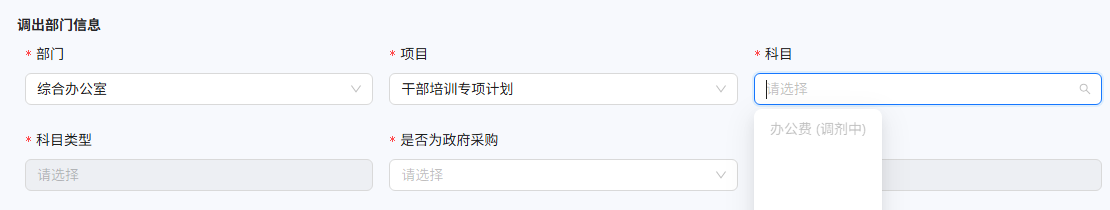 调出部门信息
* 部门
* 项目
* 科目
综合办公室
干部培训专项计划
请选择
办公费 (调剂中)
* 科目类型
* 是否为政府采购
请选择
请选择